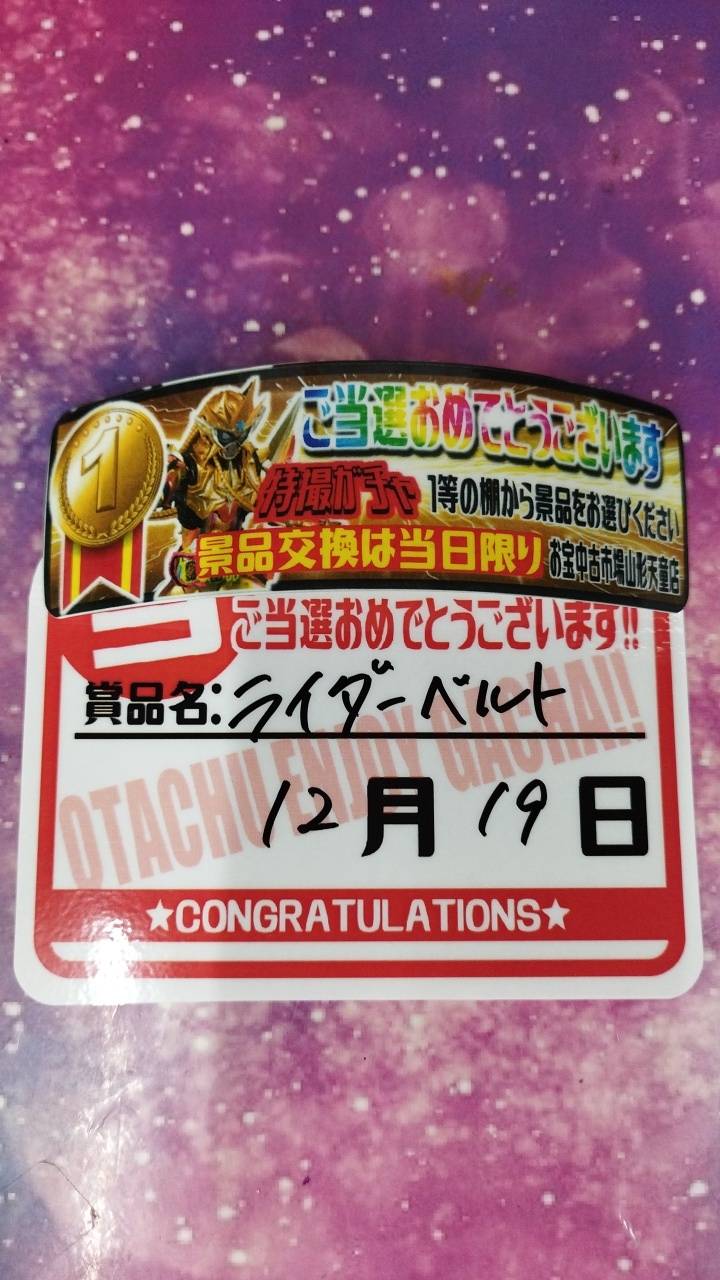 1
ご当選おめでとうございます
特撮ガチャ 1等の棚から景品をお選びください
景品交換は当日限り お宝中古市場山形天童店
ご当選おめでとうございます!!
賞品名:ライダーベルト
OTACHU ENJOY GACHA!!
12月19日
★CONGRATULATIONS★